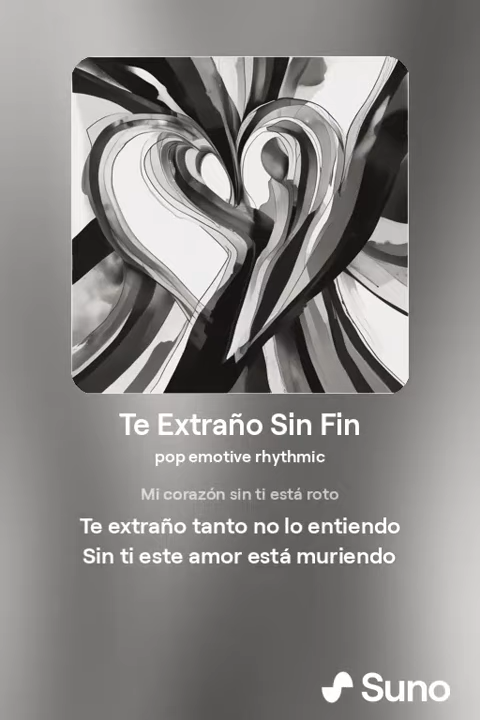 Te Extraño Sin Fin
pop emotive rhythmic
Mi corazón sin ti está roto
Te extraño tanto no lo entiendo
Sin ti este amor está muriendo
Suno